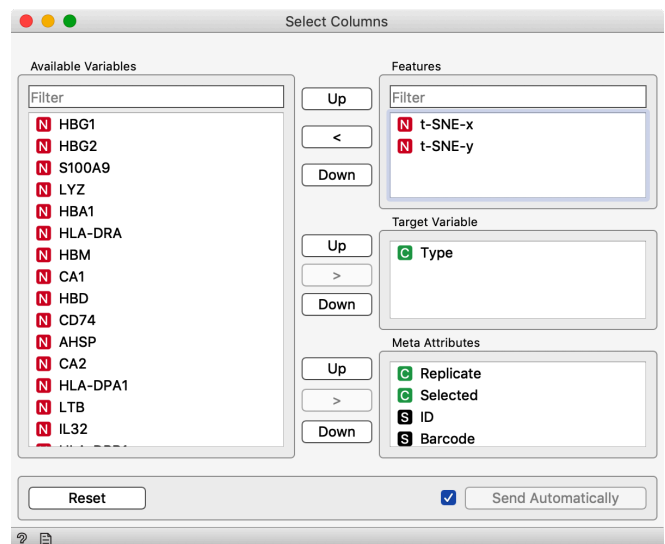 Select Columns
Available Variables
Filter
N HBG1
N HBG2
N S100A9
N LYZ
N HBA1
N HLA-DRA
N HBM
N CA1
N HBD
N CD74
N AHSP
N CA2
N HLA-DPA1
N LTB
N IL32
Up
<
Down
Up
>
Down
Up
>
Down
Features
Filter
N t-SNE-x
N t-SNE-y
Target Variable
C Type
Meta Attributes
C Replicate
C Selected
S ID
S Barcode
Reset
Send Automatically
?